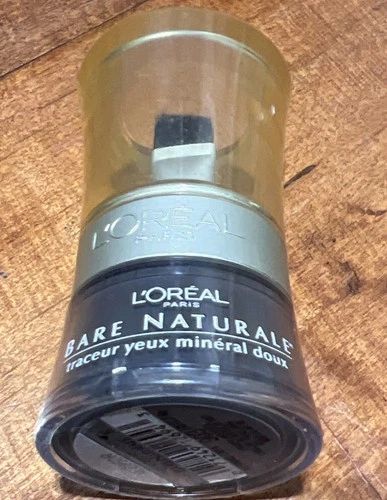 L'ORÉAL
PARIS
L'ORÉAL
PARIS
BARE NATURALE
traceur yeux minéral doux